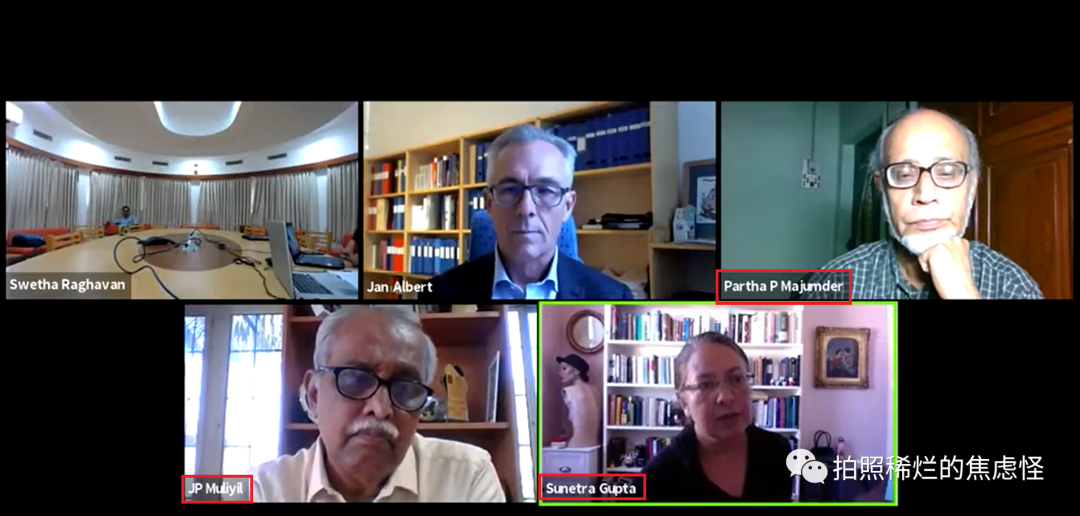 Swetha Raghavan
Jan Albert
Partha P Majumder
JP Muliyil
Sunetra Gupta
拍照稀烂的焦虑怪